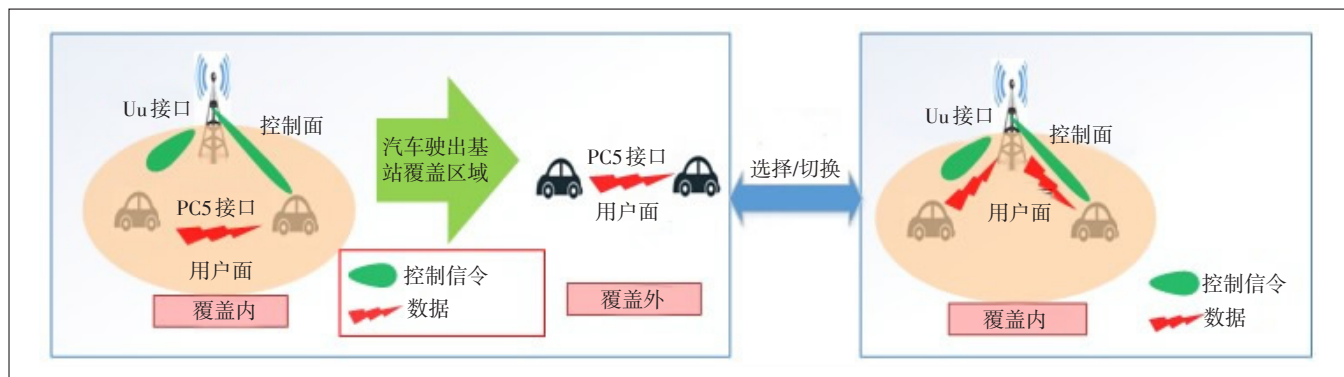 Uu接口
控制面
PC5接口
用户面
覆盖内
汽车驶出基
站覆盖区域
控制信令
数据
PC5接口
用户面
覆盖外
选择/切换
Uu接口
控制面
用户面
覆盖内
控制信令
数据